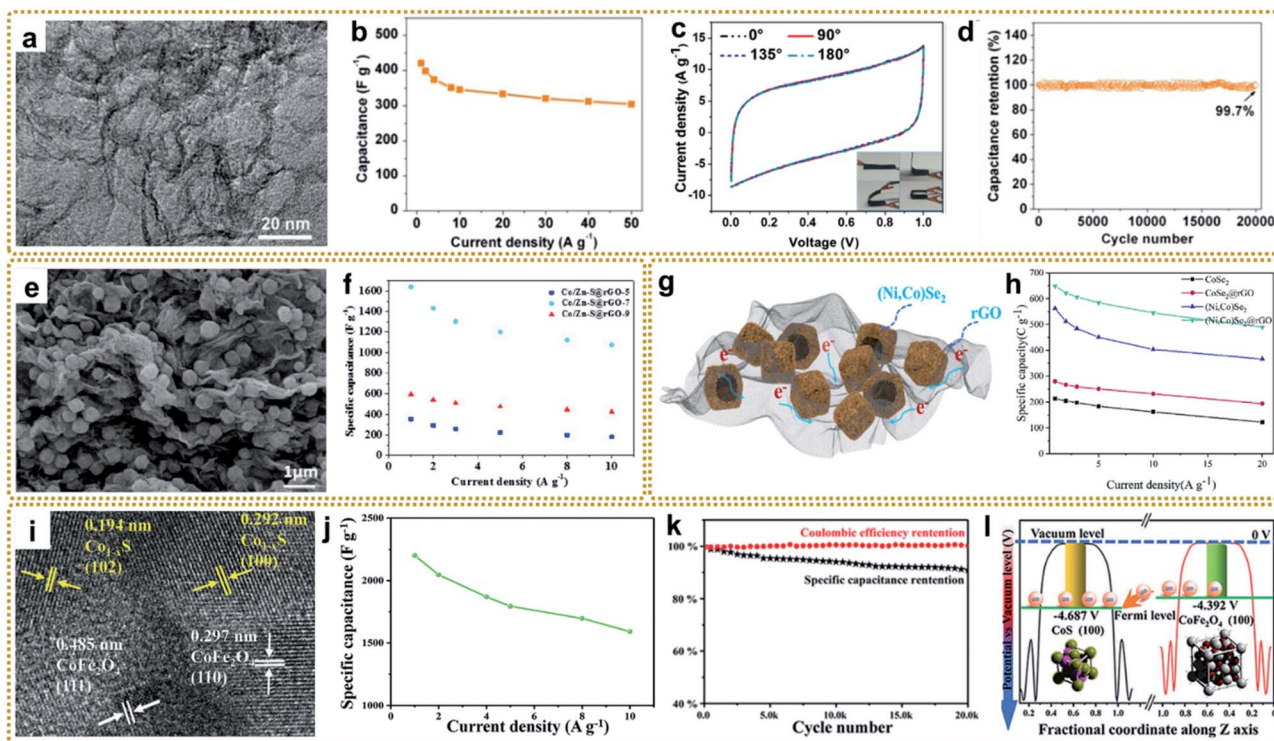 a
20 nm
b
Capacitance (F g⁻¹)
500
400
300
200
100
0
0 10 20 30 40 50
Current density (A g⁻¹)
c
0° 90°
135° 180°
Current density (A g⁻¹)
15
10
5
0
-5
-10
0.0 0.2 0.4 0.6 0.8 1.0
Voltage (V)
d
Capacitance retention (%)
140
120
100
80
60
40
20
0
99.7%
0 5000 10000 15000 20000
Cycle number
e
1μm
f
Specific capacitance (F g⁻¹)
1600
1400
1200
1000
800
600
400
200
Co/Zn-S@rGO-5
Co/Zn-S@rGO-7
Co/Zn-S@rGO-9
0 2 4 6 8 10
Current density (A g⁻¹)
g
(Ni,Co)Se₂
rGO
e⁻
e⁻
e⁻
e⁻
e⁻
h
Specific capacity(C g⁻¹)
700
600
500
400
300
200
100
0
CoSe₂
CoSe₂@rGO
(Ni,Co)Se₂
(Ni,Co)Se₂@rGO
5 10 15 20
Current density(A g⁻¹)
i
0.194 nm
Co₁₋ₓS
(102)
0.292 nm
Co₁₋ₓS
(100)
0.485 nm
CoFe₂O₄
(111)
0.297 nm
CoFe₂O₄
(110)
j
Specific capacitance (F g⁻¹)
2500
2000
1500
1000
0 2 4 6 8 10
Current density (A g⁻¹)
k
100 %
80 %
60 %
40 %
Coulombic efficiency retention
Specific capacitance retention
0.0 5.0k 10.0k 15.0k 20.0k
Cycle number
l
Potential vs Vacuum level (V)
Vacuum level
0 V
-4.687 V
CoS (100)
Fermi level
-4.392 V
CoFe₂O₄ (100)
0.2 0.4 0.6 0.8 1.0 1.0 0.8 0.6 0.4 0.2 0
Fractional coordinate along Z axis